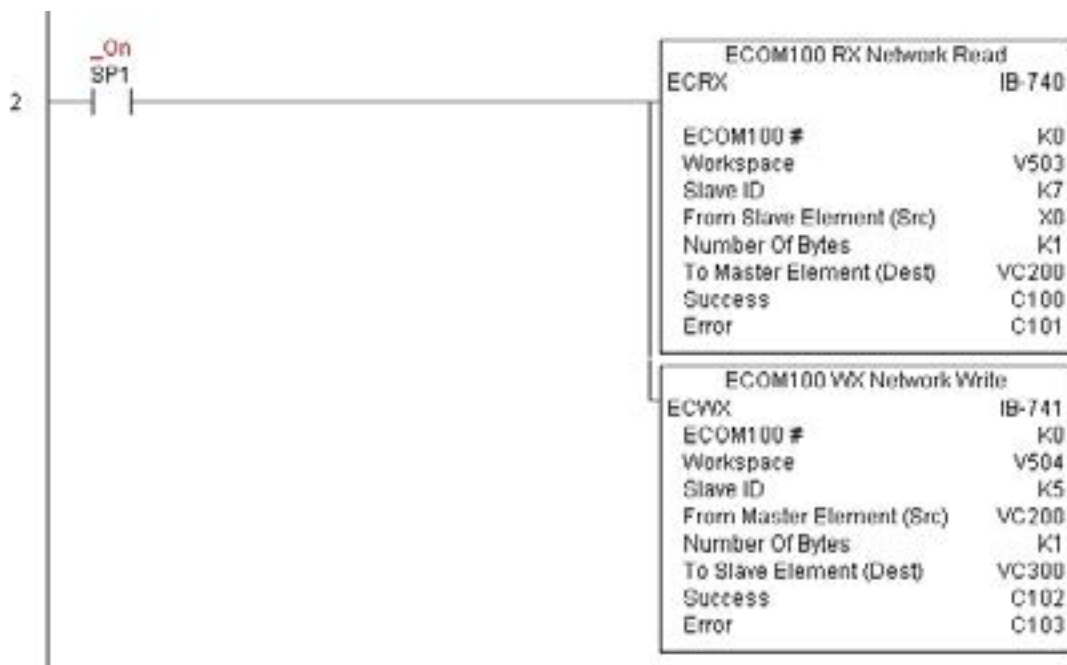 _On
SP1
2
ECOM100 RX Network Read
ECRX IB-740
ECOM100 # K0
Workspace V503
Slave ID K7
From Slave Element (Src) X0
Number Of Bytes K1
To Master Element (Dest) VC200
Success C100
Error C101
ECOM100 WX Network Write
ECWX IB-741
ECOM100 # K0
Workspace V504
Slave ID K5
From Master Element (Src) VC200
Number Of Bytes K1
To Slave Element (Dest) VC300
Success C102
Error C103